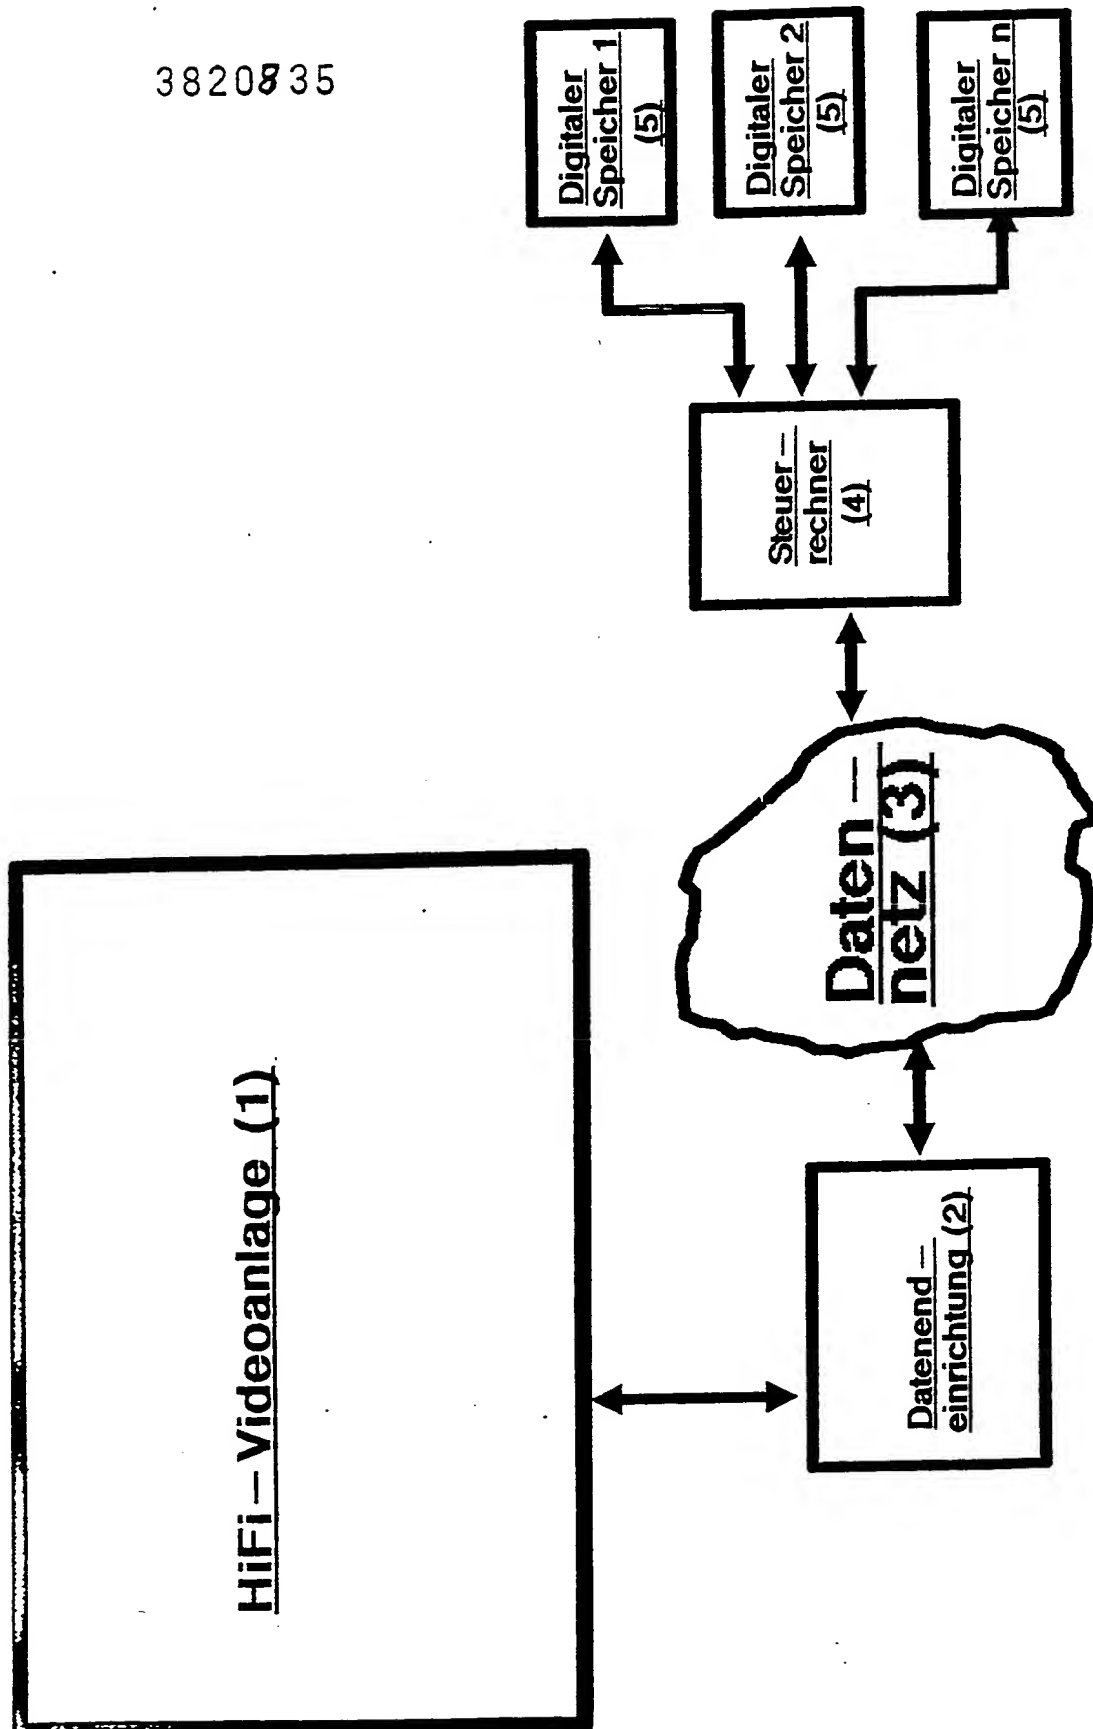 3820835
Digitaler
Speicher 1
(5)
Digitaler
Speicher 2
(5)
Digitaler
Speicher n
(5)
Steuer—
rechner
(4)
Daten—
netz (3)
HiFi—Videoanlage (1)
Datenend—
einrichtung (2)